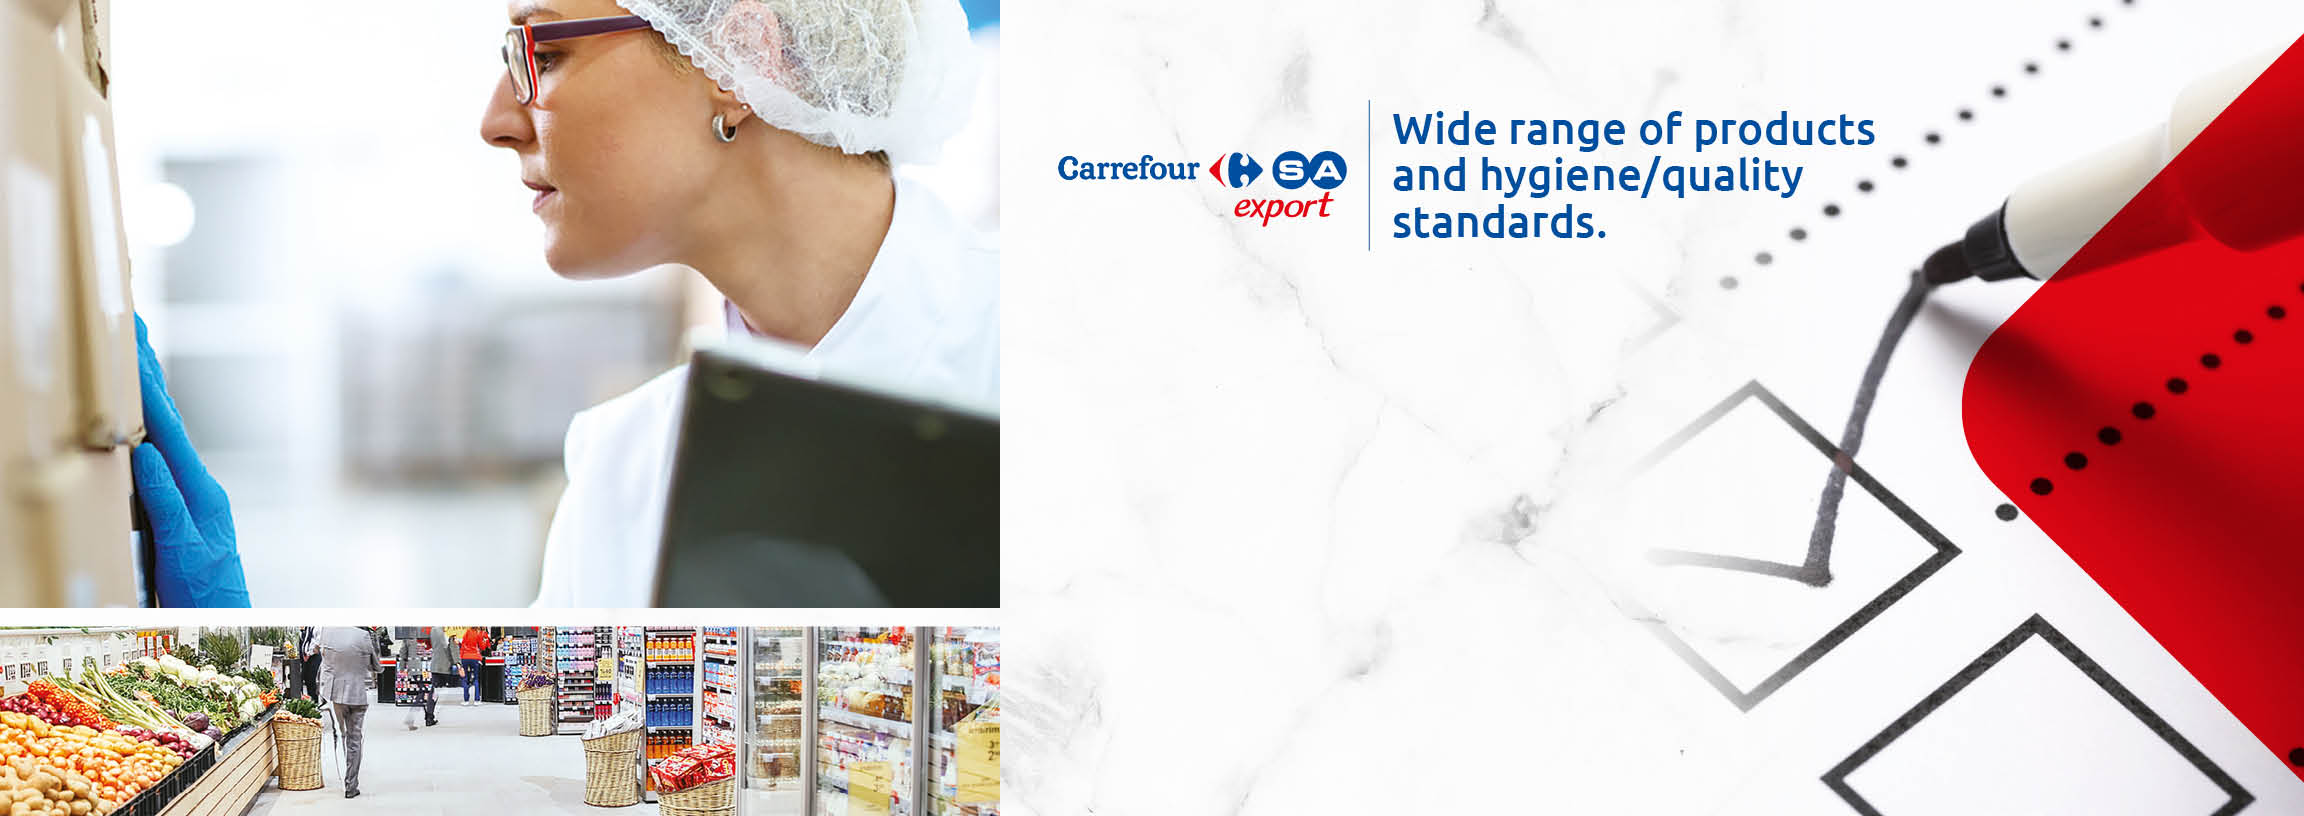 Carrefour SA
export
Wide range of products
and hygiene/quality
standards.